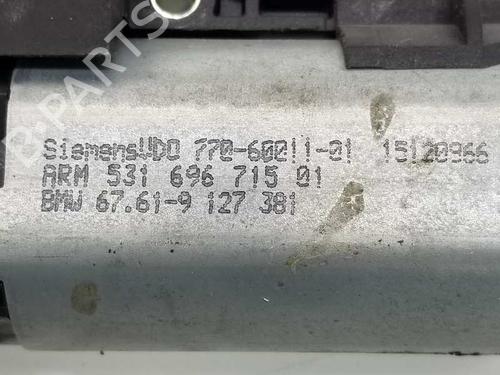 SiemensVDO 770-60011-01 15120966
ARM 531 696 715 01
BMW 67.61-9 127 381
B-PARTS